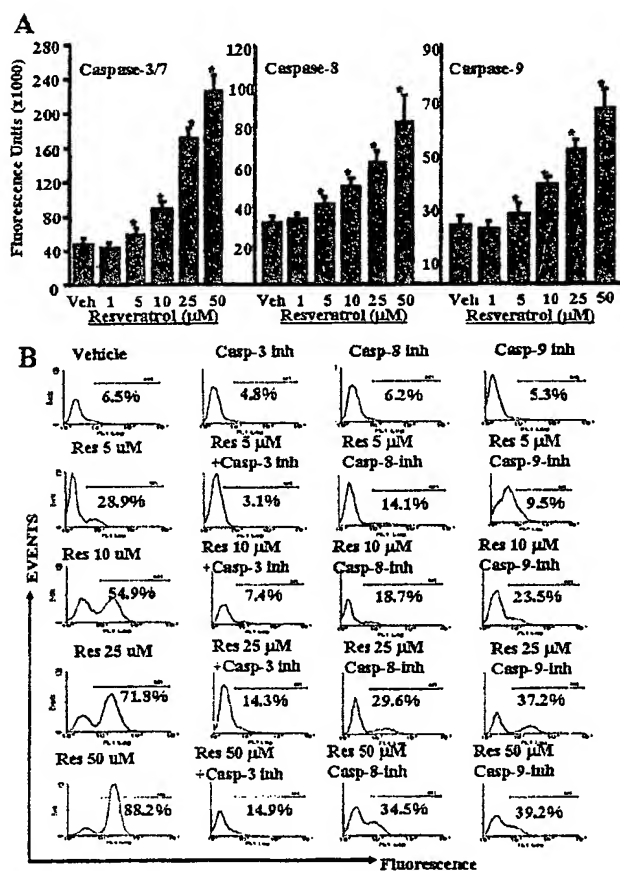 A
Fluorescence Units (x1000)
280
240
200
160
120
80
40
0
Caspase-3/7
Veh 1 5 10 25 50
Resveratrol (µM)
120
100
80
60
40
20
Caspase-8
Veh 1 5 10 25 50
Resveratrol (µM)
90
70
50
30
10
Caspase-9
Veh 1 5 10 25 50
Resveratrol (µM)
B
EVENTS
Vehicle Casp-3 inh Casp-8 inh Casp-9 inh
6.5% 4.8% 6.2% 5.3%
Res 5 uM Res 5 µM Res 5 µM Res 5 µM
+Casp-3 inh Casp-8-inh Casp-9-inh
28.9% 3.1% 14.1% 9.5%
Res 10 uM Res 10 µM Res 10 µM Res 10 µM
+Casp-3 inh Casp-8-inh Casp-9-inh
54.9% 7.4% 18.7% 23.5%
Res 25 uM Res 25 µM Res 25 µM Res 25 µM
+Casp-3 inh Casp-8-inh Casp-9-inh
71.8% 14.3% 29.6% 37.2%
Res 50 uM Res 50 µM Res 50 µM Res 50 µM
+Casp-3 inh Casp-8-inh Casp-9-inh
88.2% 14.9% 34.5% 39.2%
Fluorescence